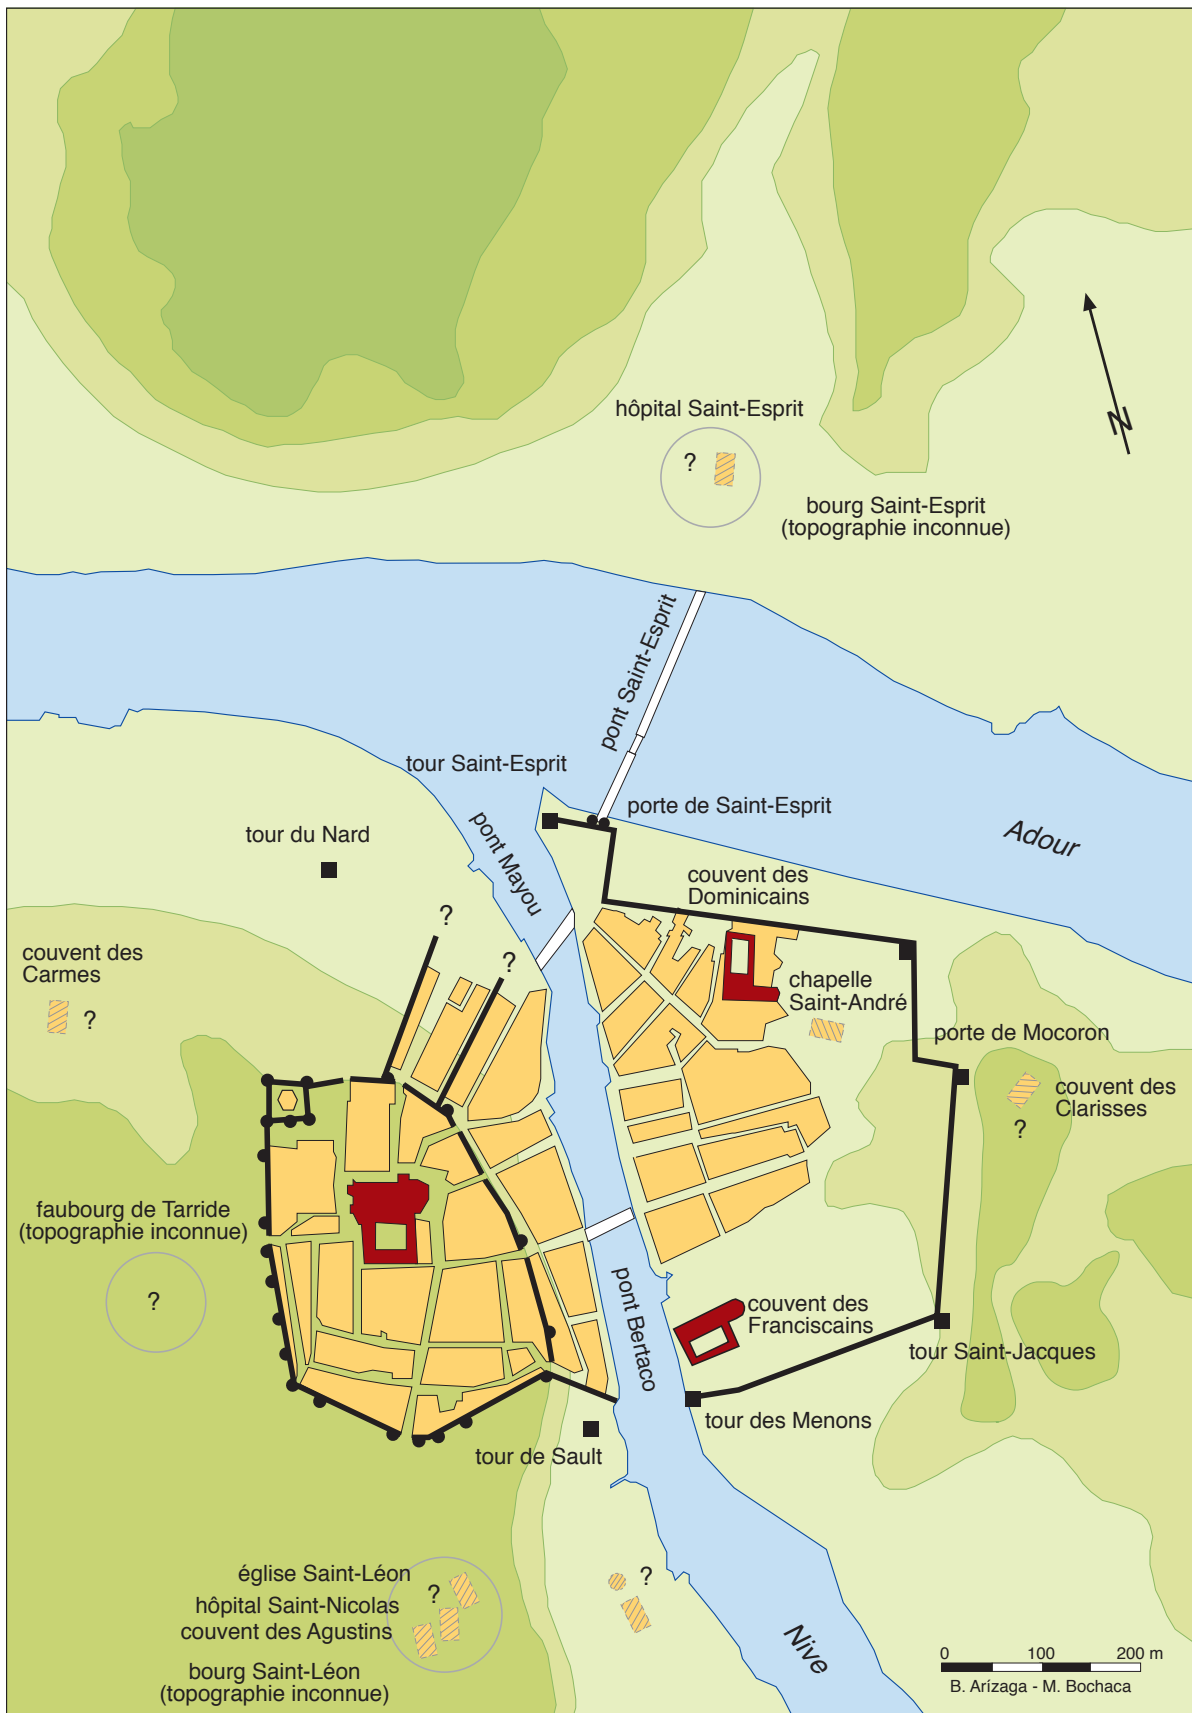 hôpital Saint-Esprit
?
bourg Saint-Esprit
(topographie inconnue)
N
pont Saint-Esprit
tour Saint-Esprit
porte de Saint-Esprit
Adour
tour du Nard
pont Mayou
couvent des
Dominicains
?
?
couvent des
Carmes
?
chapelle
Saint-André
porte de Mocoron
couvent des
Clarisses
?
faubourg de Tarride
(topographie inconnue)
?
pont Bertaco
couvent des
Franciscains
tour Saint-Jacques
tour des Menons
tour de Sault
église Saint-Léon
?
hôpital Saint-Nicolas
couvent des Agustins
?
bourg Saint-Léon
(topographie inconnue)
Nive
0 100 200 m
B. Arízaga - M. Bochaca